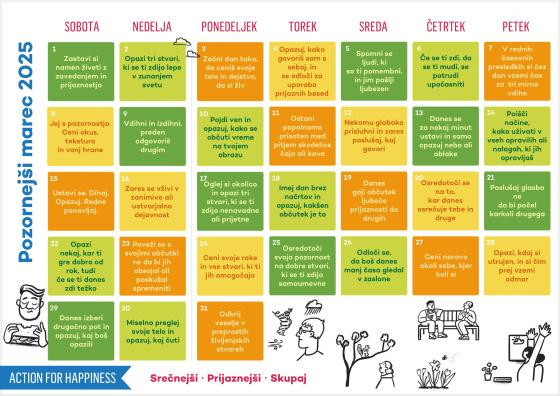 SOBOTA NEDELJA PONEDELJEK TOREK SREDA ČETRTEK PETEK
Pozornejši marec 2025
1
Zastavi si
namen živeti z
zavedanjem in
prijaznostjo
2
Opazi tri stvari,
ki se ti zdijo lepe
v zunanjem
svetu
3
Začni dan tako,
da ceniš svoje
telo in dejstvo,
da si živ
4
Opazuj, kako
govoriš sam s
seboj, in
se odloči za
uporabo
prijaznih besed
5
Spomni se
ljudi, ki
so ti pomembni,
in jim pošlji
ljubezen
6
Če se ti zdi, da
se ti mudi, se
potrudi
upočasniti
7
V rednih
časovnih
presledkih si čez
dan vzemi čas
za tri mirne
vdihe
8
Jej s pozornostjo.
Ceni okus,
teksturo
in vonj hrane
9
Vdihni in izdihni,
preden
odgovoriš
drugim
10
Pojdi ven in
opazuj, kako se
občuti vreme
na tvojem
obrazu
11
Ostani
popolnoma
prisoten med
pitjem skodelice
čaja ali kave
12
Nekomu globoko
prisluhni in zares
poslušaj, kaj
govori
13
Danes se
za nekaj minut
ustavi in samo
opazuj nebo ali
oblake
14
Poišči
načine,
kako uživati v
vseh opravilih ali
nalogah, ki jih
opravljaš
15
Ustavi se. Dihaj.
Opazuj. Redno
ponavljaj.
16
Zares se vživi v
zanimivo ali
ustvarjalno
dejavnost
17
Oglej si okolico
in opazi tri
stvari, ki se ti
zdijo nenavadne
ali prijetne
18
Imej dan brez
načrtov in
opazuj, kakšen
občutek je to
19
Danes
goji občutek
ljubeče
prijaznosti do
drugih
20
Osredotoči se
na to,
kar danes
osrečuje tebe in
druge
21
Poslušaj glasbo
ne
da bi počel
karkoli drugega
22
Opazi
nekaj, kar ti
gre dobro od
rok, tudi
če se ti danes
zdi težko
23
Poveži se s
svojimi občutki
ne da bi jih
obsojal ali
poskušal
spremeniti
24
Ceni svoje roke
in vse stvari, ki ti
jih omogočajo
25
Osredotoči
svojo pozornost
na dobre stvari,
ki se ti zdijo
samoumevne
26
Odloči se,
da boš danes
manj časa gledal
v zaslone
27
Ceni naravo
okoli sebe, kjer
koli si
28
Opazi, kdaj si
utrujen, in si čim
prej vzemi
odmor
29
Danes izberi
drugačno pot in
opazuj, kaj boš
opazili
30
Miselno preglej
svoje telo in
opazuj, kaj čuti
31
Odkrij
veselje v
preprostih
življenjskih
stvareh
ACTION FOR HAPPINESS
Srečnejši · Prijaznejši · Skupaj